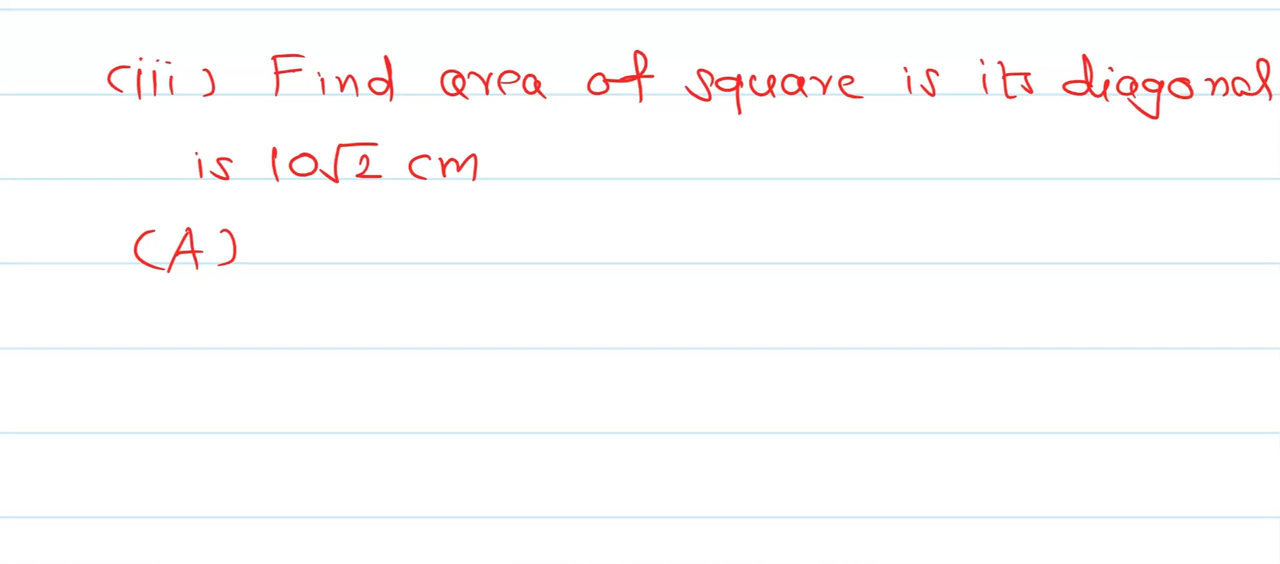 (iii) Find area of square is its diagonal
is 10√2 cm
(A)